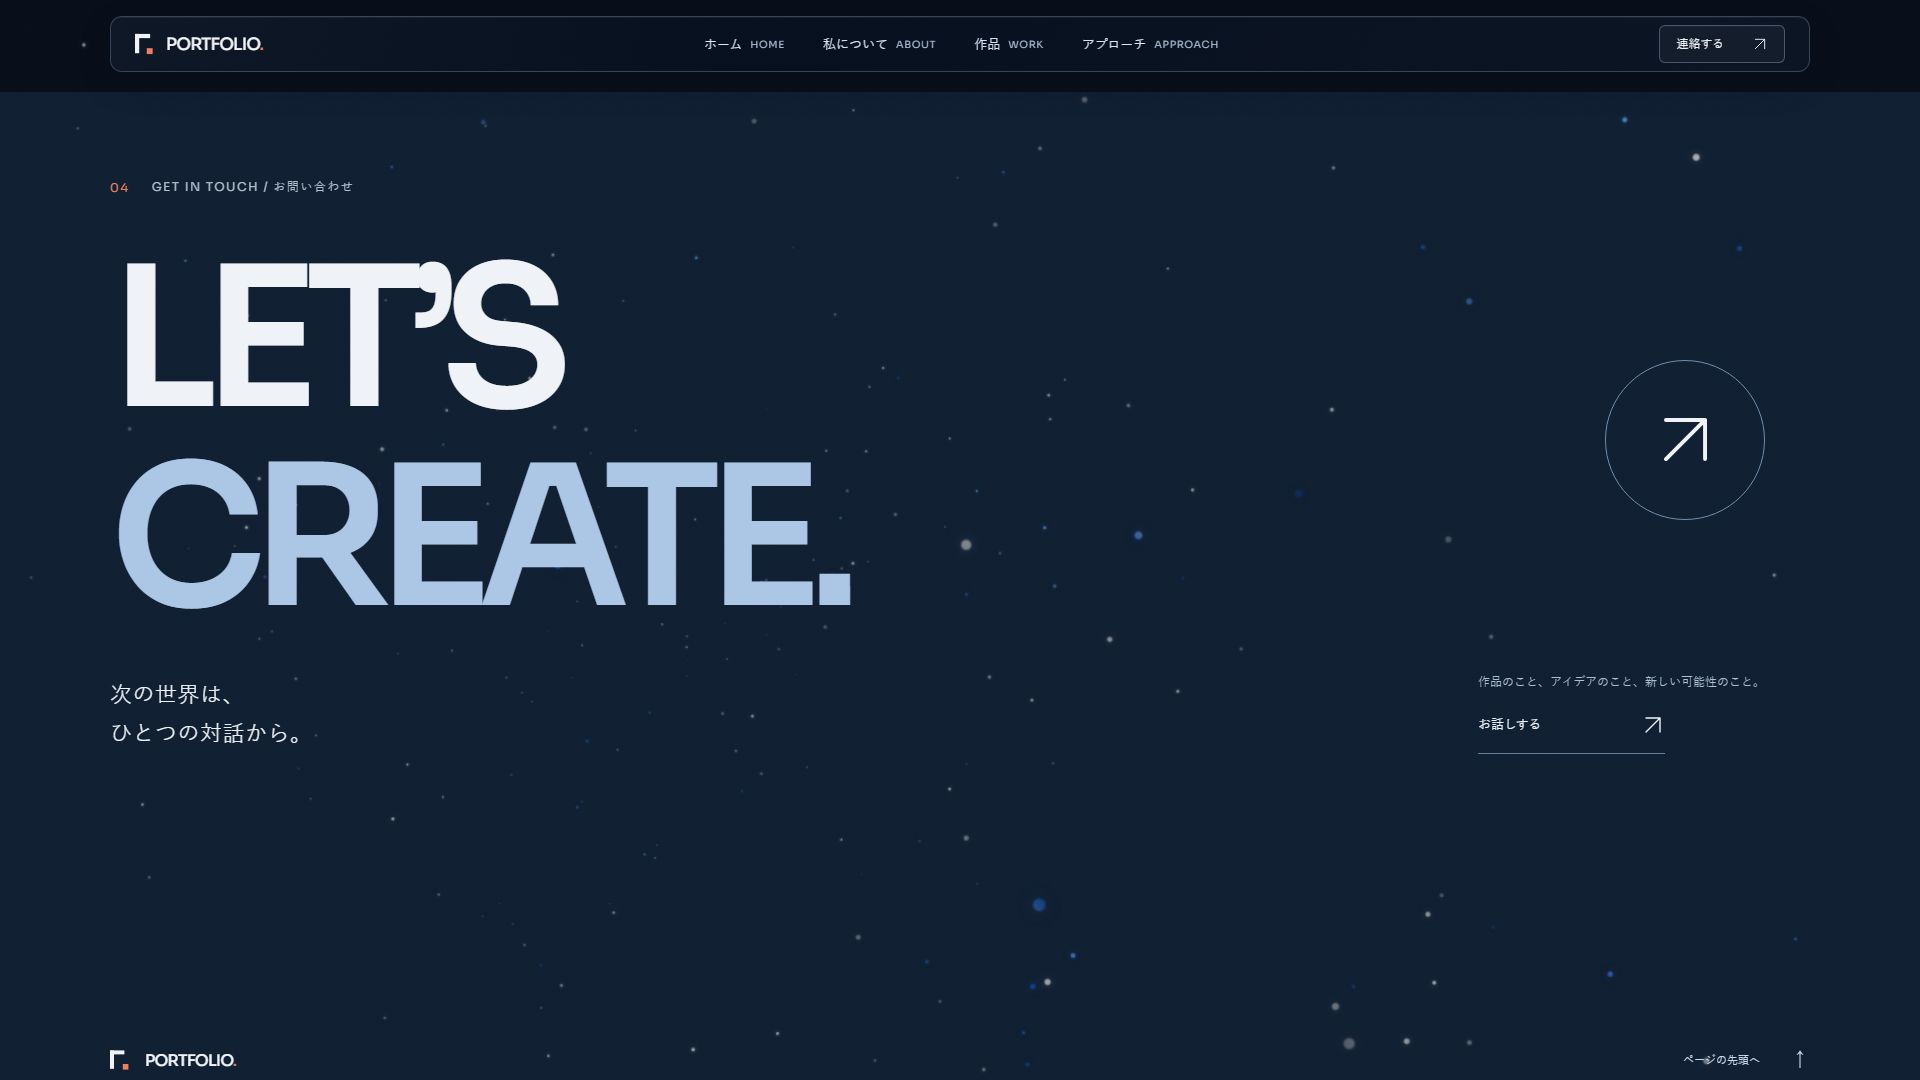 PORTFOLIO.
ホーム HOME
私について ABOUT
作品 WORK
アプローチ APPROACH
連絡する
04 GET IN TOUCH / お問い合わせ
LET’S
CREATE.
次の世界は、
ひとつの対話から。
作品のこと、アイデアのこと、新しい可能性のこと。
お話しする
PORTFOLIO.
ページの先頭へ